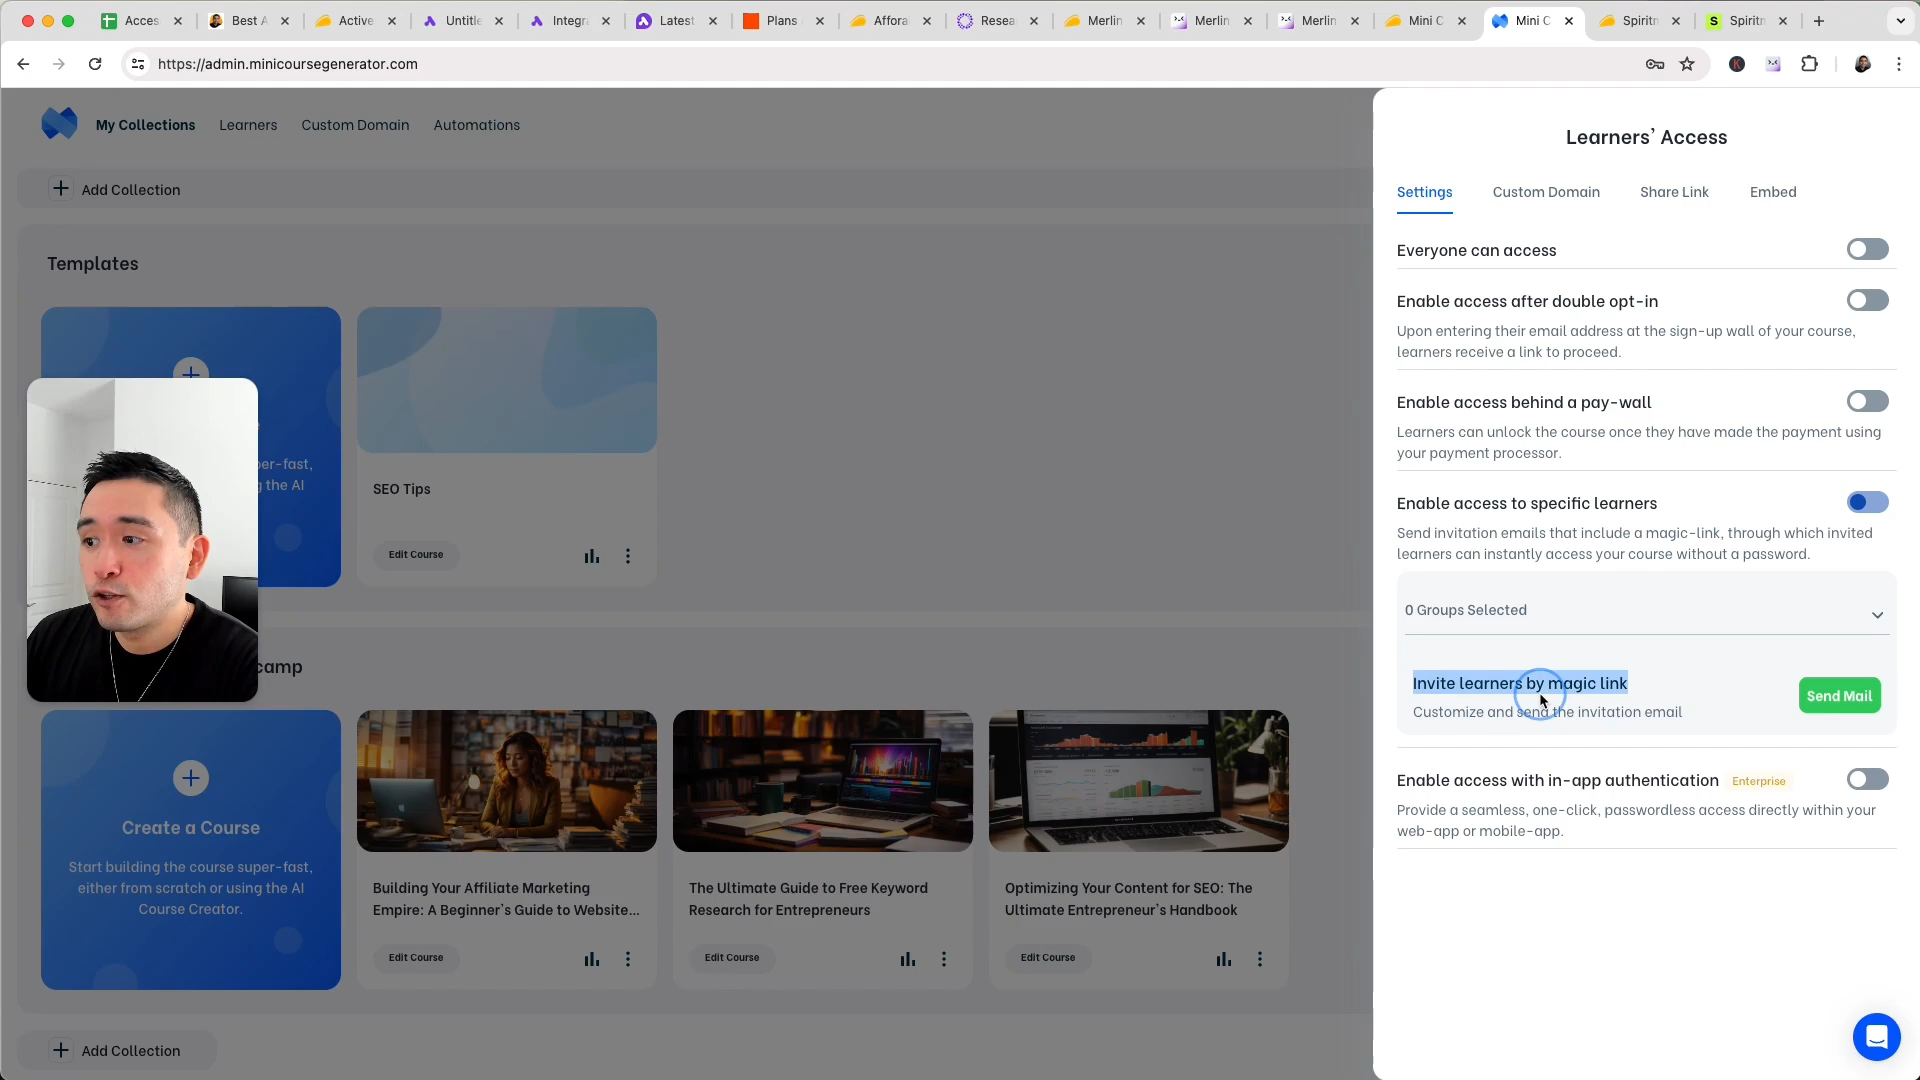 Acces
Best A
Active
Untitle
Integra
Latest
Plans
Affora
Resea
Merlin
Merlin
Merlin
Mini C
Mini C
Spiritm
Spiritm
https://admin.minicoursegenerator.com
My Collections
Learners
Custom Domain
Automations
Add Collection
Templates
per-fast,
g the AI
SEO Tips
Edit Course
camp
Create a Course
Start building the course super-fast,
either from scratch or using the AI
Course Creator.
Building Your Affiliate Marketing
Empire: A Beginner's Guide to Website...
Edit Course
The Ultimate Guide to Free Keyword
Research for Entrepreneurs
Edit Course
Optimizing Your Content for SEO: The
Ultimate Entrepreneur's Handbook
Edit Course
Add Collection
Learners' Access
Settings
Custom Domain
Share Link
Embed
Everyone can access
Enable access after double opt-in
Upon entering their email address at the sign-up wall of your course,
learners receive a link to proceed.
Enable access behind a pay-wall
Learners can unlock the course once they have made the payment using
your payment processor.
Enable access to specific learners
Send invitation emails that include a magic-link, through which invited
learners can instantly access your course without a password.
0 Groups Selected
Invite learners by magic link
Customize and send the invitation email
Send Mail
Enable access with in-app authentication Enterprise
Provide a seamless, one-click, passwordless access directly within your
web-app or mobile-app.